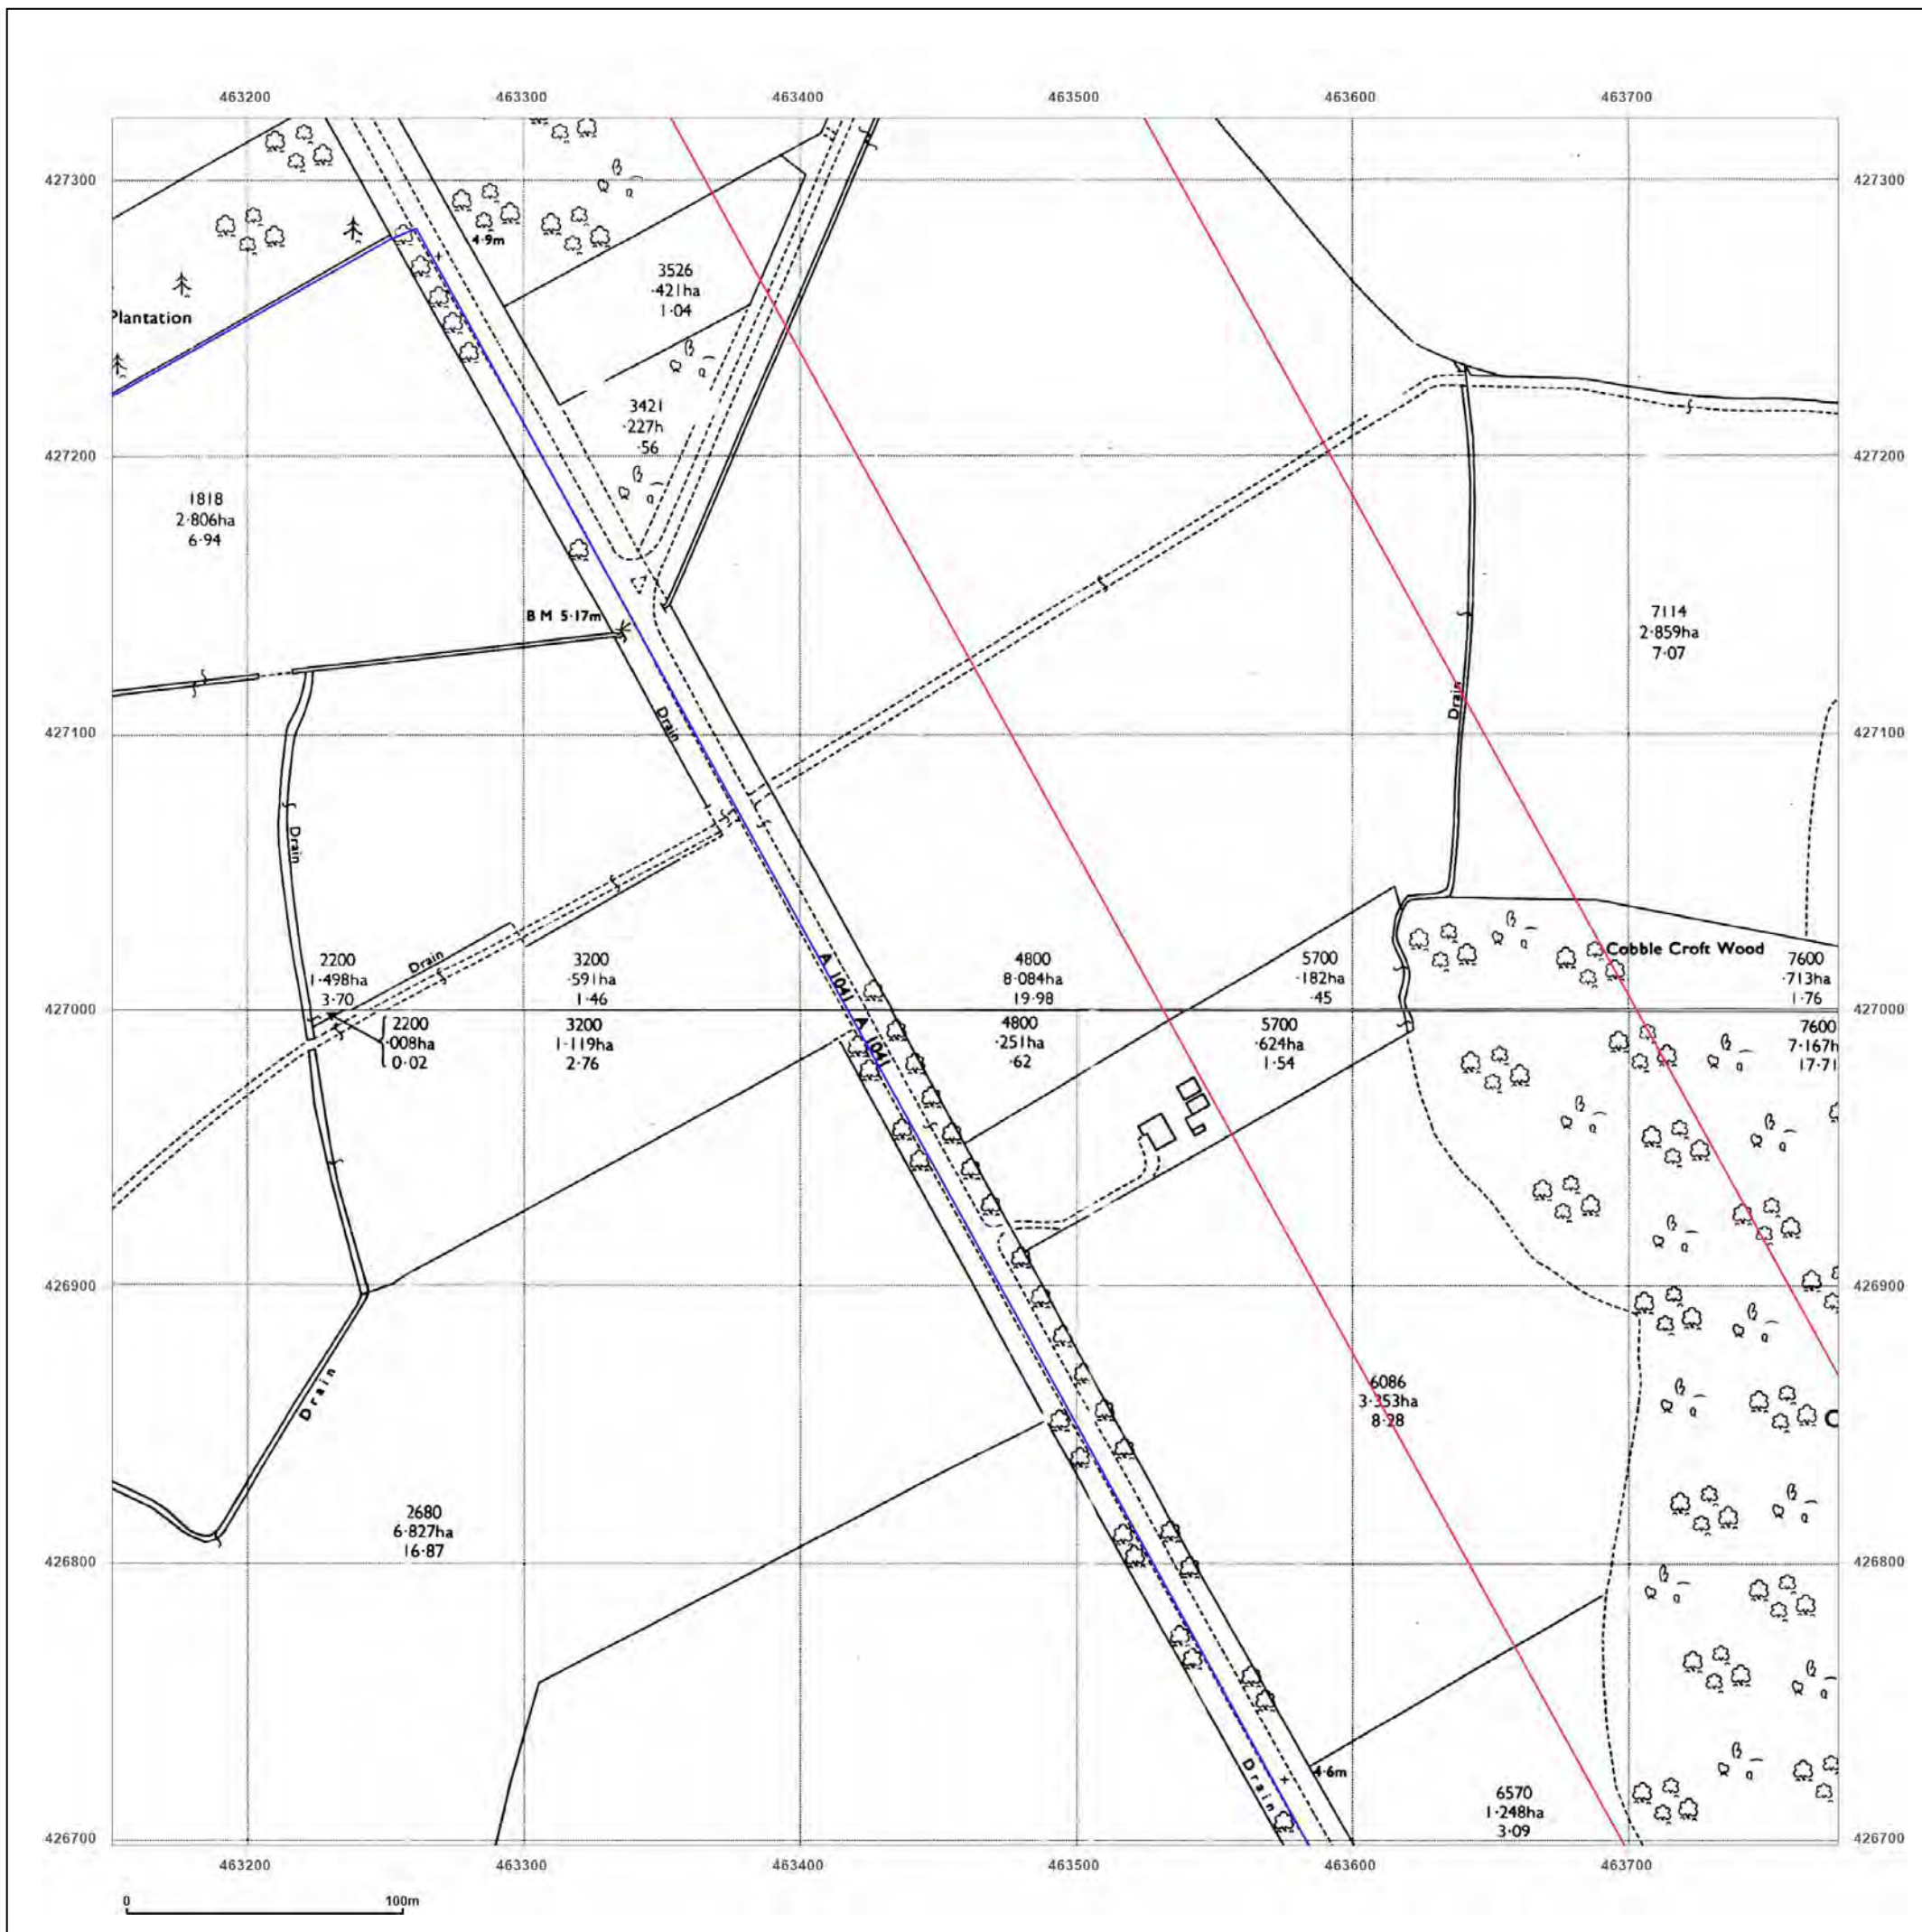 463200 463300 463400 463500 463600 463700
427300 427300
4·9m
3526
·421ha
1·04
Plantation
3421
·227h
·56
427200 427200
1818
2·806ha
6·94
B M 5·17m
7114
2·859ha
7·07
Drain
Drain
427100 427100
Drain
Drain
2200
1·498ha
3·70
3200
·591ha
1·46
A 1041
4800
8·084ha
19·98
5700
·182ha
·45
Cobble Croft Wood
7600
·713ha
1·76
427000 427000
2200
·008ha
0·02
3200
1·119ha
2·76
A 1041
4800
·251ha
·62
5700
·624ha
1·54
7600
7·167h
17·71
426900 426900
Drain
6086
3·353ha
8·28
C
2680
6·827ha
16·87
426800 426800
Drain
4·6m
6570
1·248ha
3·09
426700 426700
463200 463300 463400 463500 463600 463700
0 100m